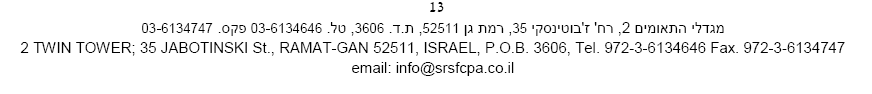 13
מגדלי התאומים 2, רח' ז'בוטינסקי 35, רמת גן 52511, ת.ד. 3606, טל. 03-6134646 פקס. 03-6134747
2 TWIN TOWER; 35 JABOTINSKI St., RAMAT-GAN 52511, ISRAEL, P.O.B. 3606, Tel. 972-3-6134646 Fax. 972-3-6134747
email: info@srsfcpa.co.il